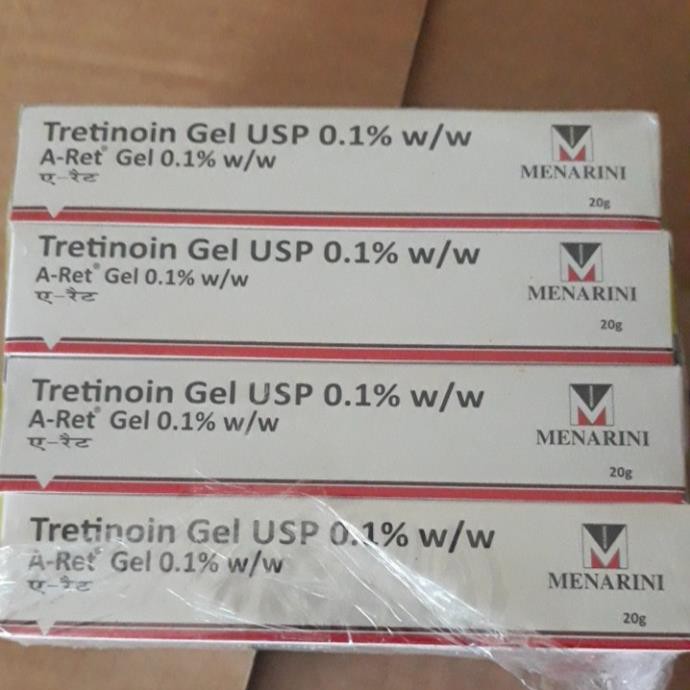 Tretinoin Gel USP 0.1% w/w
A-Ret® Gel 0.1% w/w
ए-रैट
MENARINI
20g
Tretinoin Gel USP 0.1% w/w
A-Ret® Gel 0.1% w/w
ए-रैट
MENARINI
20g
Tretinoin Gel USP 0.1% w/w
A-Ret® Gel 0.1% w/w
ए-रैट
MENARINI
20g
Tretinoin Gel USP 0.1% w/w
A-Ret® Gel 0.1% w/w
ए-रैट
MENARINI
20g